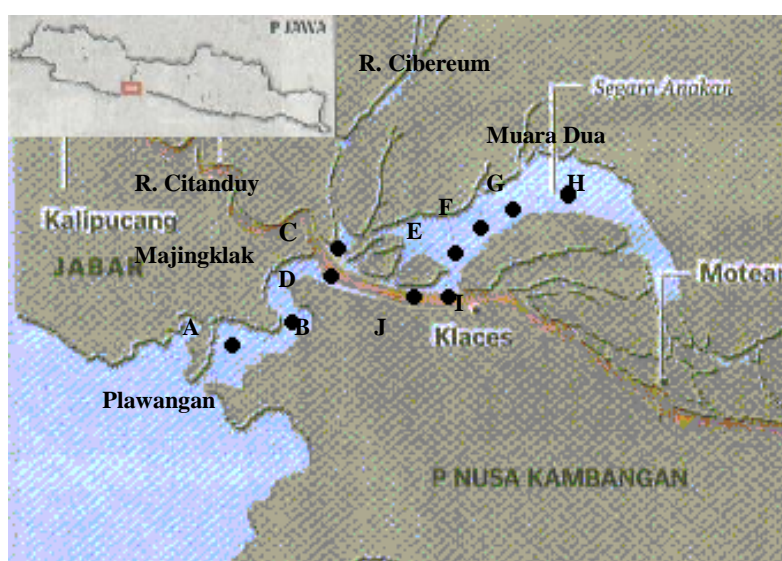 P JAWA
R. Cibereum
Segara Anakan
Muara Dua
R. Citanduy
G
H
Kalipucang
F
C
E
Majingklak
JABAR
D
Motean
I
A
B
J
Klaces
Plawangan
P NUSA KAMBANGAN